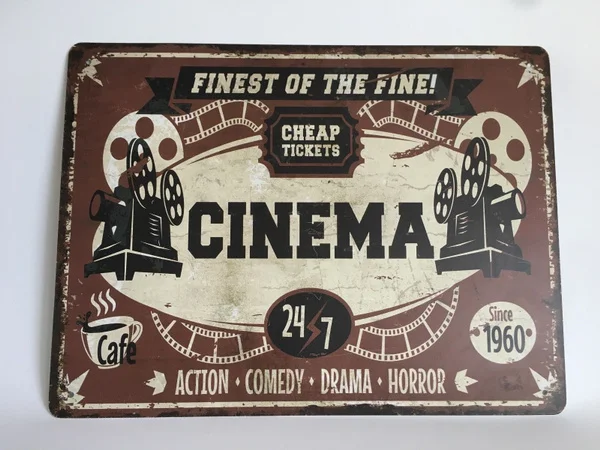 FINEST OF THE FINE!
CHEAP
TICKETS
CINEMA
24 7
Since
1960
Cafe
ACTION • COMEDY • DRAMA • HORROR